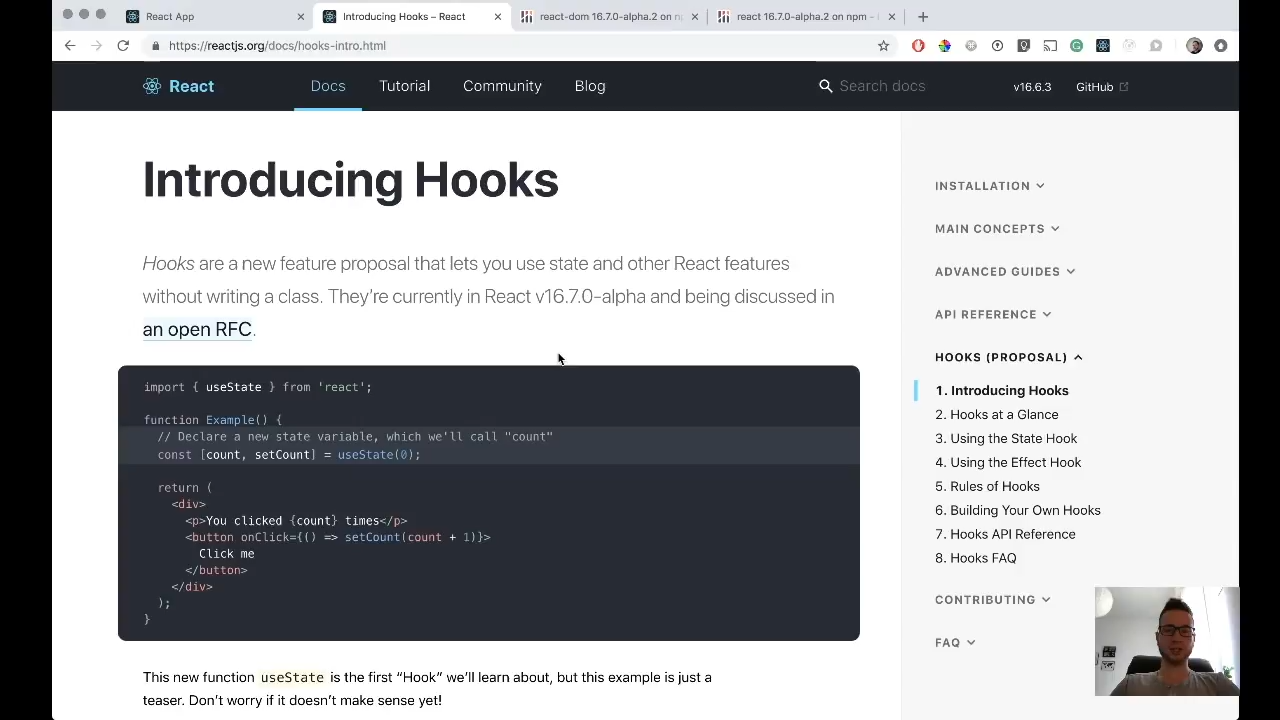 React App
Introducing Hooks – React
react-dom 16.7.0-alpha.2 on np
react 16.7.0-alpha.2 on npm -
https://reactjs.org/docs/hooks-intro.html
React
Docs
Tutorial
Community
Blog
Search docs
v16.6.3
GitHub
Introducing Hooks
Hooks are a new feature proposal that lets you use state and other React features
without writing a class. They're currently in React v16.7.0-alpha and being discussed in
an open RFC.
import { useState } from 'react';
function Example() {
// Declare a new state variable, which we'll call "count"
const [count, setCount] = useState(0);
return (
<div>
<p>You clicked {count} times</p>
<button onClick={() => setCount(count + 1)}>
Click me
</button>
</div>
);
}
This new function useState is the first “Hook” we'll learn about, but this example is just a
teaser. Don't worry if it doesn't make sense yet!
INSTALLATION
MAIN CONCEPTS
ADVANCED GUIDES
API REFERENCE
HOOKS (PROPOSAL)
1. Introducing Hooks
2. Hooks at a Glance
3. Using the State Hook
4. Using the Effect Hook
5. Rules of Hooks
6. Building Your Own Hooks
7. Hooks API Reference
8. Hooks FAQ
CONTRIBUTING
FAQ